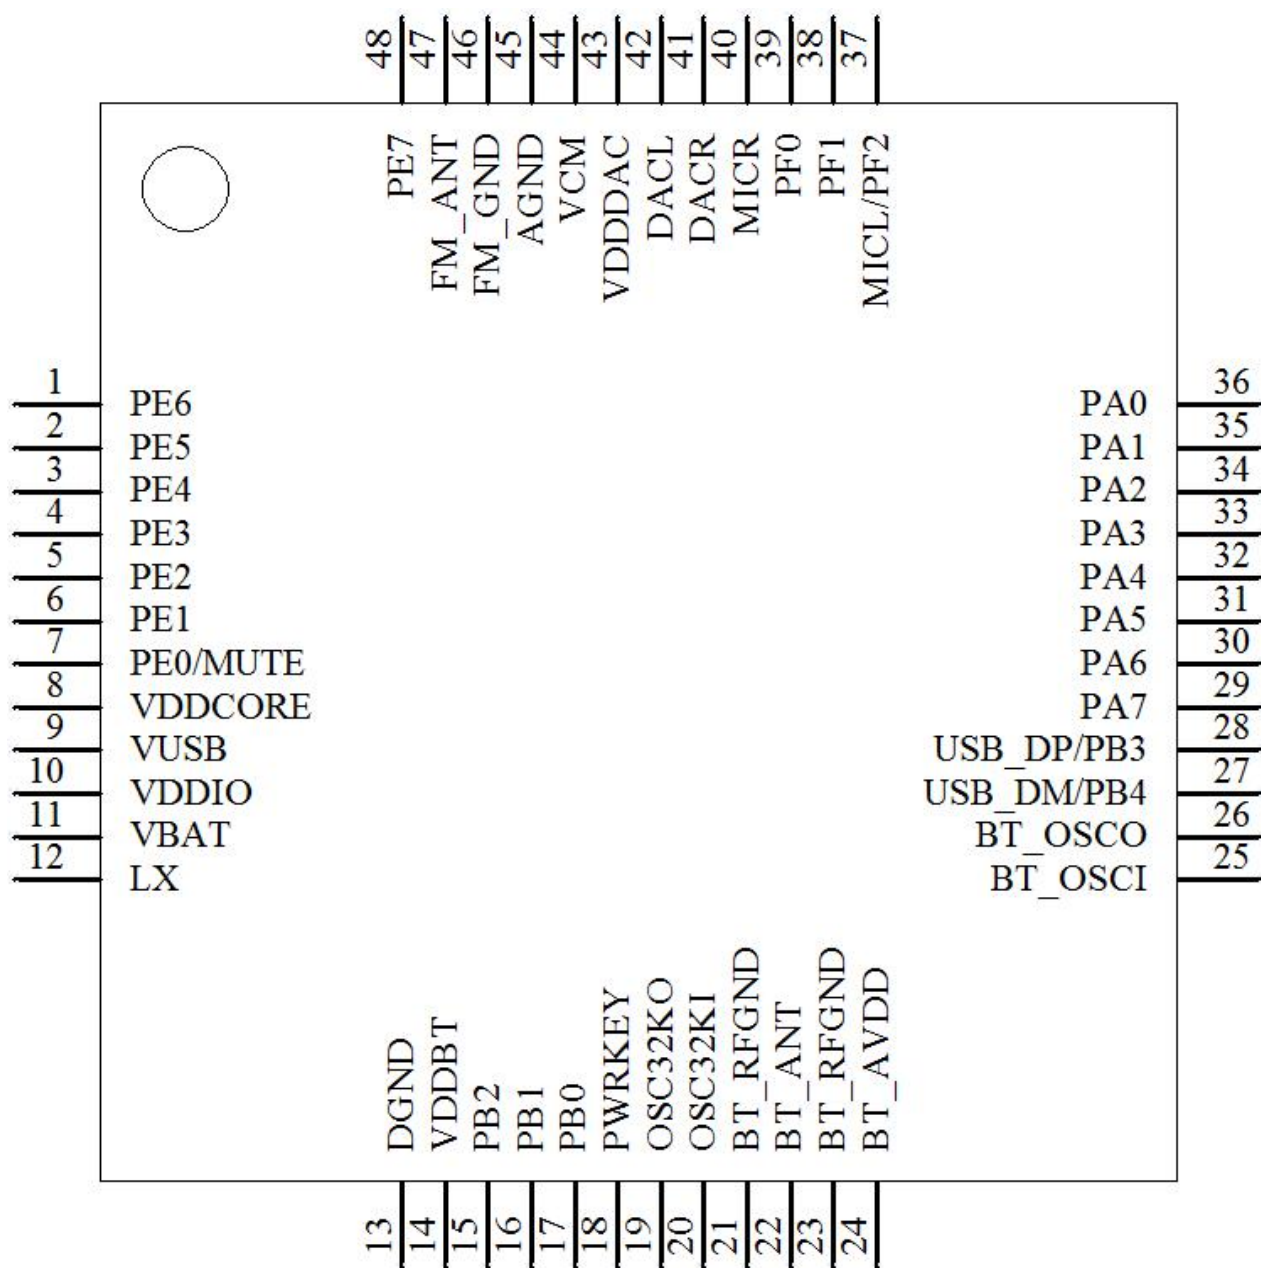 48 47 46 45 44 43 42 41 40 39 38 37
PE7
FM_ANT
FM_GND
AGND
VCM
VDDDAC
DACL
DACR
MICR
PF0
PF1
MICL/PF2
1 PE6
2 PE5
3 PE4
4 PE3
5 PE2
6 PE1
7 PE0/MUTE
8 VDDCORE
9 VUSB
10 VDDIO
11 VBAT
12 LX
PA0 36
PA1 35
PA2 34
PA3 33
PA4 32
PA5 31
PA6 30
PA7 29
USB_DP/PB3 28
USB_DM/PB4 27
BT_OSCO 26
BT_OSCI 25
DGND
VDDBT
PB2
PB1
PB0
PWRKEY
OSC32KO
OSC32KI
BT_RFGND
BT_ANT
BT_RFGND
BT_AVDD
13 14 15 16 17 18 19 20 21 22 23 24